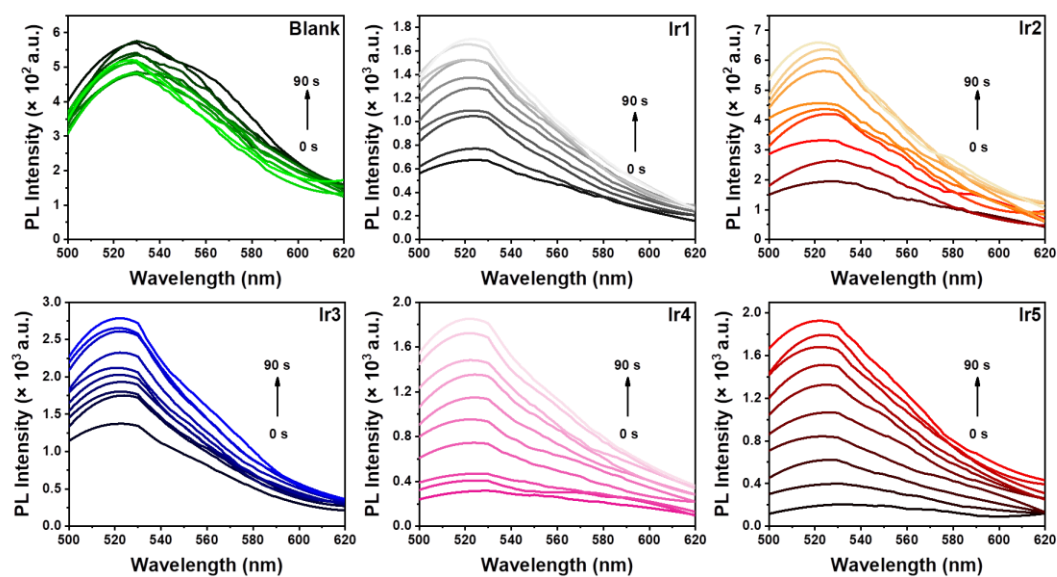 Blank
PL Intensity (× 10² a.u.)
6
5
4
3
2
1
0
90 s
0 s
500 520 540 560 580 600 620
Wavelength (nm)
Ir1
PL Intensity (× 10³ a.u.)
1.8
1.6
1.4
1.2
1.0
0.8
0.6
0.4
0.2
0.0
90 s
0 s
500 520 540 560 580 600 620
Wavelength (nm)
Ir2
PL Intensity (× 10² a.u.)
7
6
5
4
3
2
1
0
90 s
0 s
500 520 540 560 580 600 620
Wavelength (nm)
Ir3
PL Intensity (× 10³ a.u.)
3.0
2.5
2.0
1.5
1.0
0.5
0.0
90 s
0 s
500 520 540 560 580 600 620
Wavelength (nm)
Ir4
PL Intensity (× 10³ a.u.)
2.0
1.6
1.2
0.8
0.4
0.0
90 s
0 s
500 520 540 560 580 600 620
Wavelength (nm)
Ir5
PL Intensity (× 10³ a.u.)
2.0
1.6
1.2
0.8
0.4
0.0
90 s
0 s
500 520 540 560 580 600 620
Wavelength (nm)